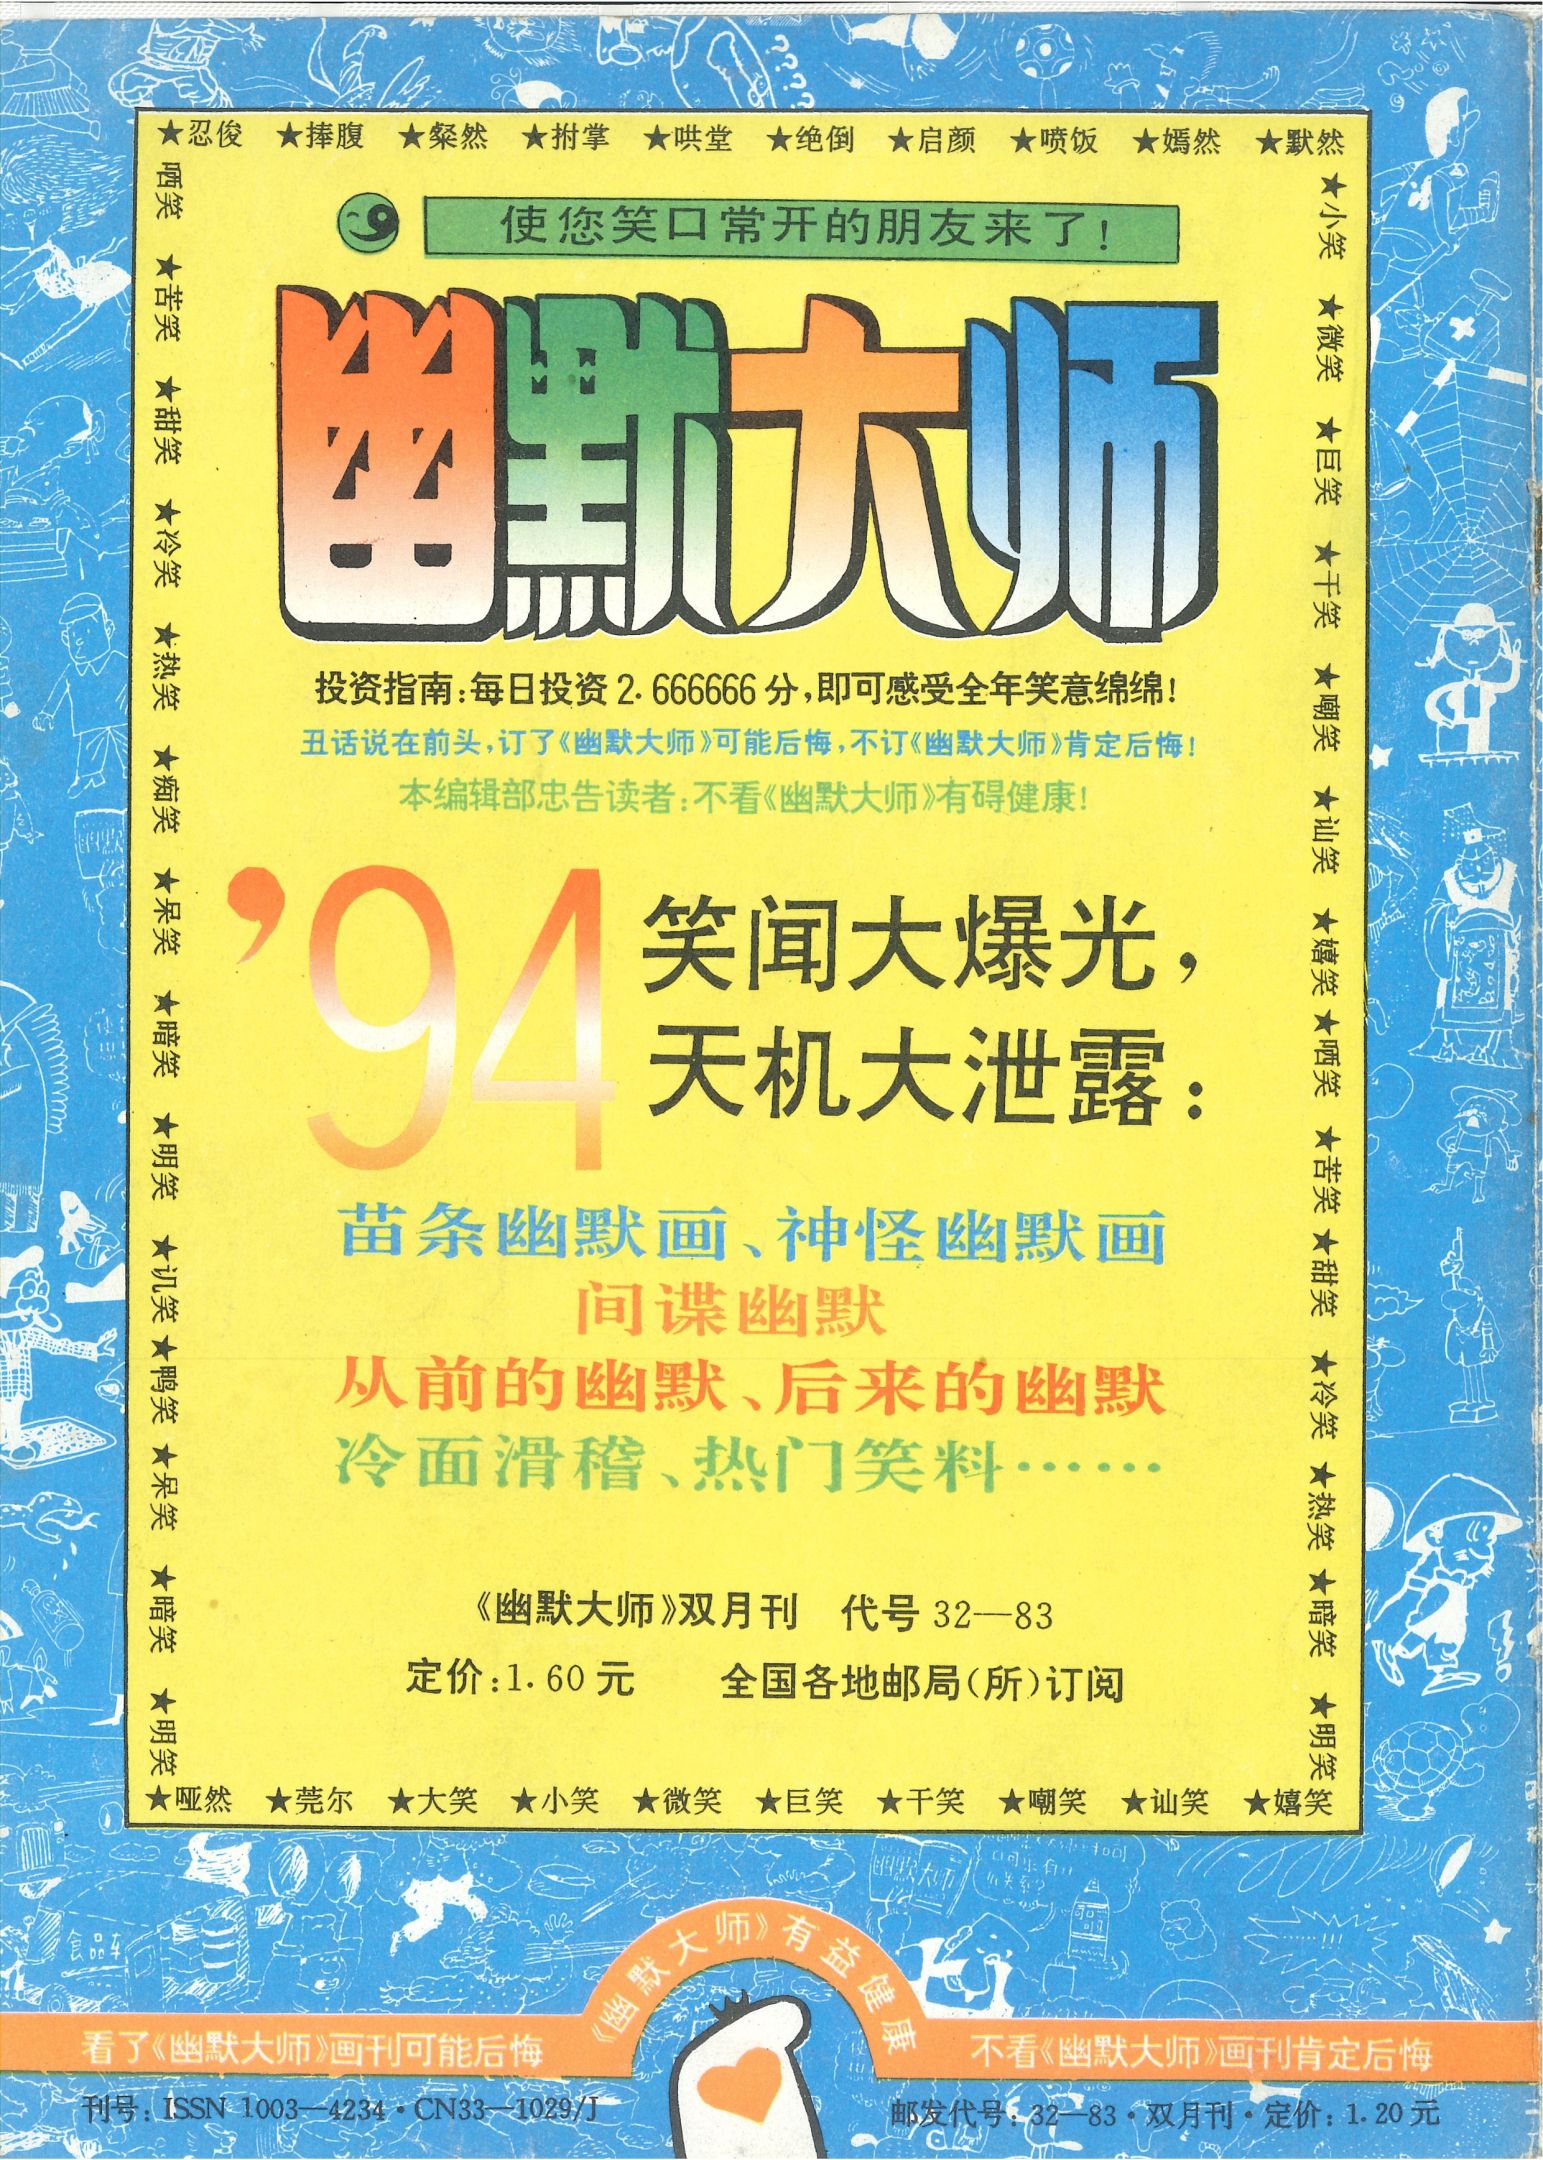 ★忍俊 ★捧腹 ★粲然 ★拊掌 ★哄堂 ★绝倒 ★启颜 ★喷饭 ★嫣然 ★默然
哂笑 ★苦笑 ★甜笑 ★冷笑 ★热笑 ★痴笑 ★呆笑 ★暗笑 ★明笑 ★讥笑 ★鸭笑 ★呆笑 ★暗笑 ★明笑
★小笑 ★微笑 ★巨笑 ★干笑 ★嘲笑 ★讪笑 ★嬉笑 ★哂笑 ★苦笑 ★甜笑 ★冷笑 ★热笑 ★暗笑 ★明笑
使您笑口常开的朋友来了!
幽默大师
投资指南:每日投资2.666666分,即可感受全年笑意绵绵!
丑话说在前头,订了《幽默大师》可能后悔,不订《幽默大师》肯定后悔!
本编辑部忠告读者:不看《幽默大师》有碍健康!
'94
笑闻大爆光,
天机大泄露:
苗条幽默画、神怪幽默画
间谍幽默
从前的幽默、后来的幽默
冷面滑稽、热门笑料……
《幽默大师》双月刊 代号 32—83
定价:1.60元 全国各地邮局(所)订阅
★哑然 ★莞尔 ★大笑 ★小笑 ★微笑 ★巨笑 ★干笑 ★嘲笑 ★讪笑 ★嬉笑
幽默大师
食品车
《幽默大师》有益健康
看了《幽默大师》画刊可能后悔
不看《幽默大师》画刊肯定后悔
刊号: ISSN 1003—4234·CN33—1029/J
邮发代号: 32—83·双月刊·定价: 1.20元